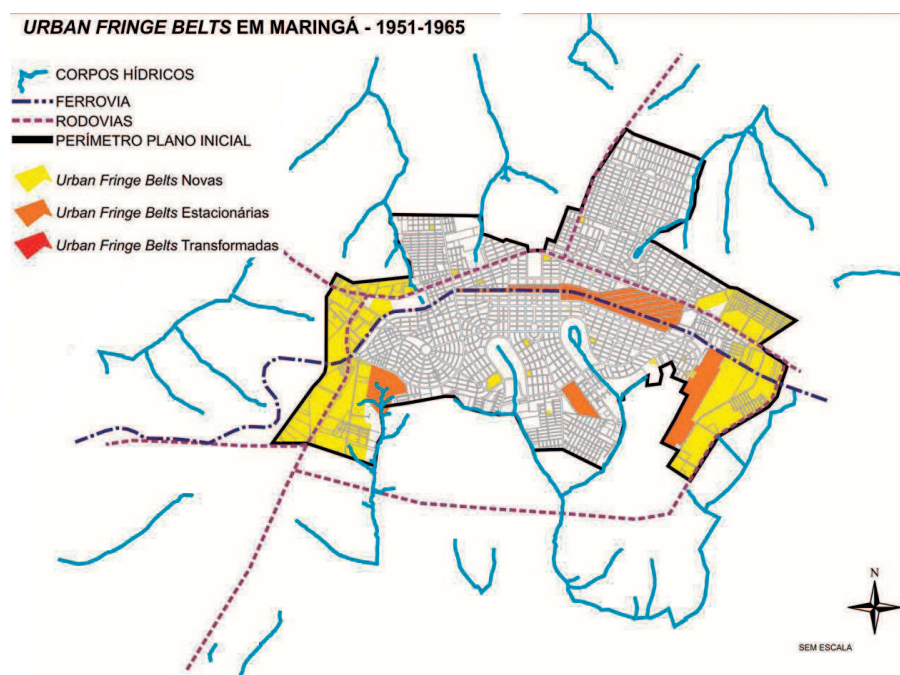 URBAN FRINGE BELTS EM MARINGÁ - 1951-1965
CORPOS HÍDRICOS
FERROVIA
RODOVIAS
PERÍMETRO PLANO INICIAL
Urban Fringe Belts Novas
Urban Fringe Belts Estacionárias
Urban Fringe Belts Transformadas
N
SEM ESCALA